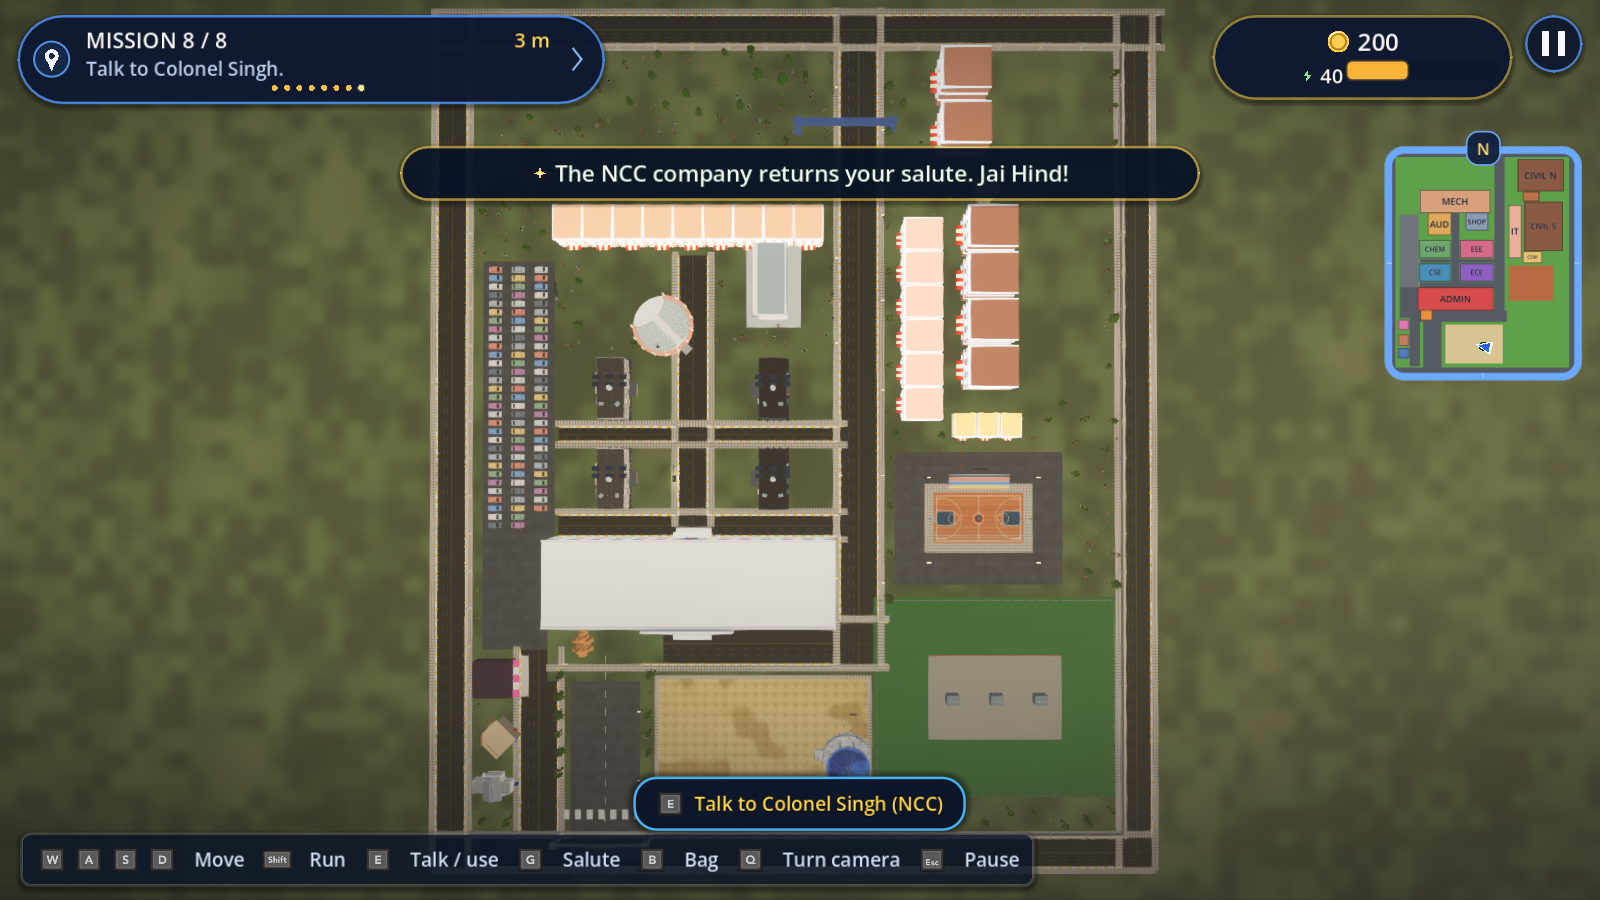 MISSION 8 / 8
3 m
Talk to Colonel Singh.
200
40
The NCC company returns your salute. Jai Hind!
N
CIVIL N
MECH
AUD
SHOP
IT
CIVIL S
CHEM
EEE
COM
CSE
ECE
ADMIN
E Talk to Colonel Singh (NCC)
W A S D Move Shift Run E Talk / use G Salute B Bag Q Turn camera Esc Pause